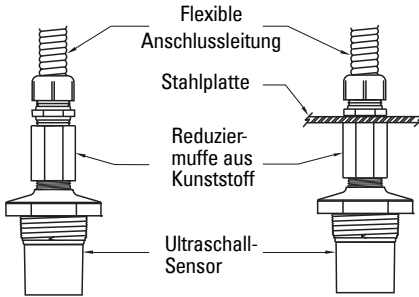 Flexible
Anschlussleitung
Stahlplatte
Reduzier-
muffe aus
Kunststoff
Ultraschall-
Sensor